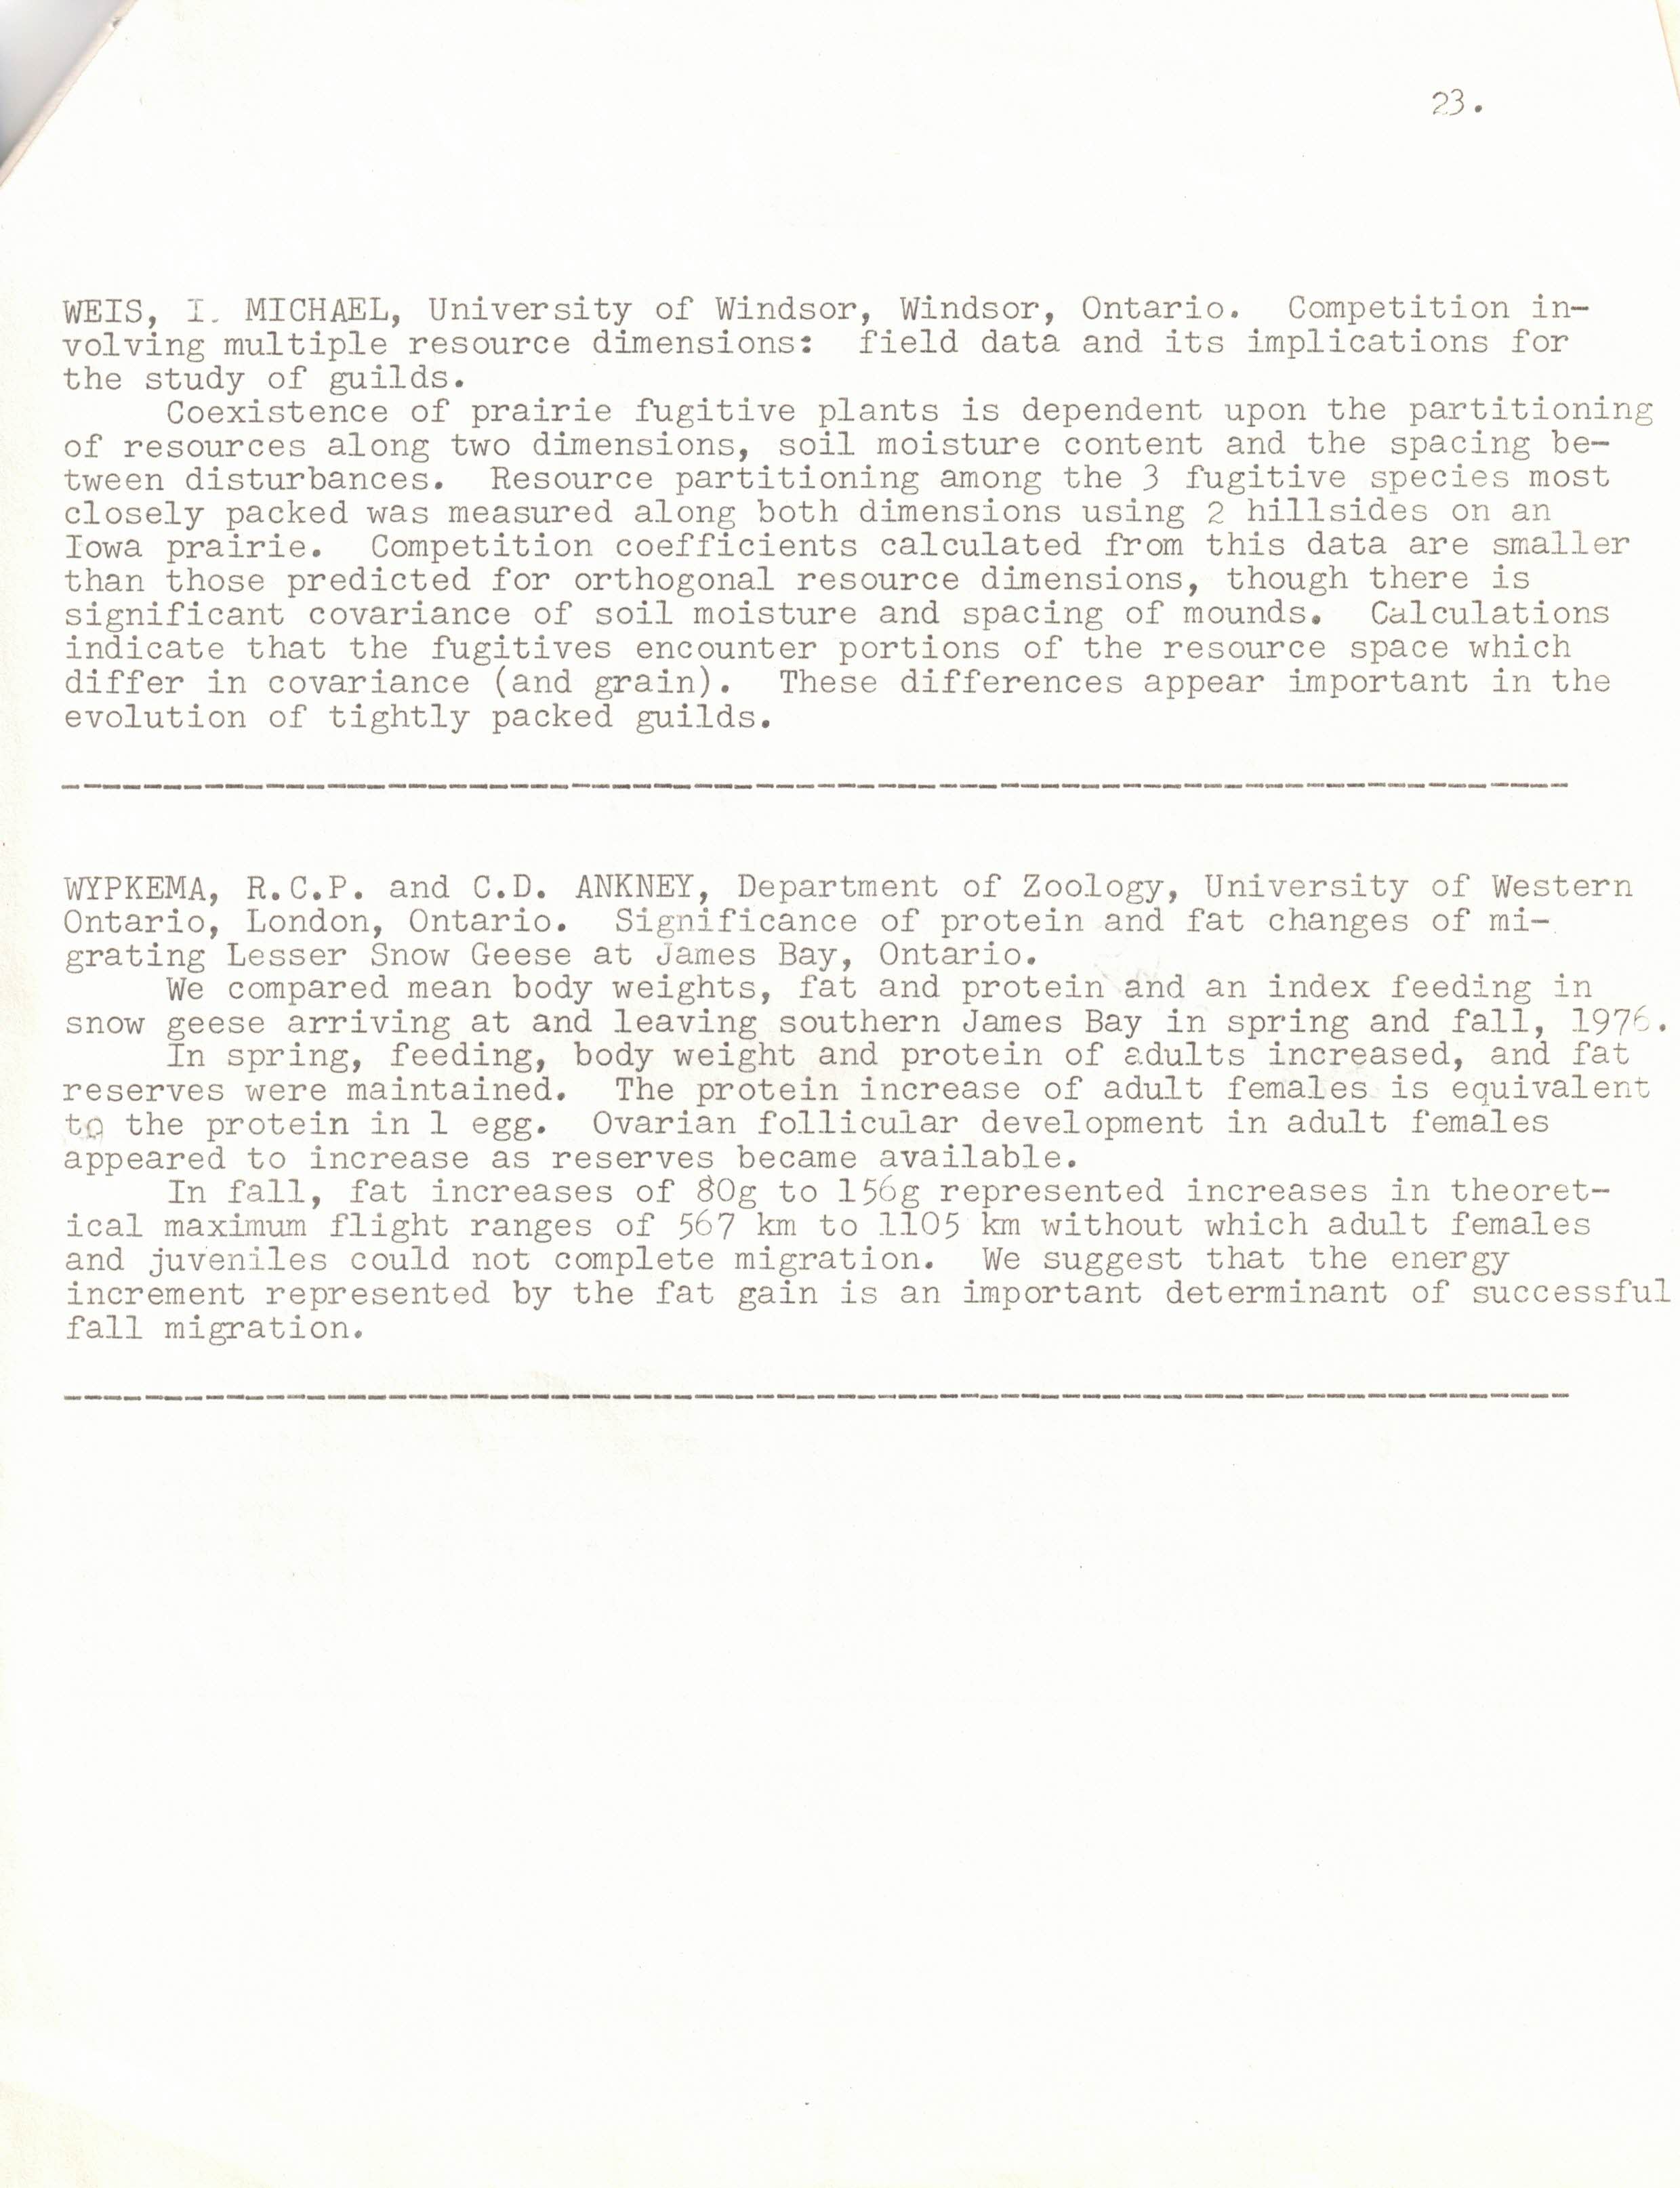 23.
WEIS, I. MICHAEL, University of Windsor, Windsor, Ontario.  Competition in-
volving multiple resource dimensions:  field data and its implications for
the study of guilds.
Coexistence of prairie fugitive plants is dependent upon the partitioning
of resources along two dimensions, soil moisture content and the spacing be-
tween disturbances.  Resource partitioning among the 3 fugitive species most
closely packed was measured along both dimensions using 2 hillsides on an
Iowa prairie.  Competition coefficients calculated from this data are smaller
than those predicted for orthogonal resource dimensions, though there is
significant covariance of soil moisture and spacing of mounds.  Calculations
indicate that the fugitives encounter portions of the resource space which
differ in covariance (and grain).  These differences appear important in the
evolution of tightly packed guilds.
WYPKEMA, R.C.P. and C.D. ANKNEY, Department of Zoology, University of Western
Ontario, London, Ontario.  Significance of protein and fat changes of mi-
grating Lesser Snow Geese at James Bay, Ontario.
We compared mean body weights, fat and protein and an index feeding in
snow geese arriving at and leaving southern James Bay in spring and fall, 1976.
In spring, feeding, body weight and protein of adults increased, and fat
reserves were maintained.  The protein increase of adult females is equivalent
to the protein in 1 egg.  Ovarian follicular development in adult females
appeared to increase as reserves became available.
In fall, fat increases of 80g to 156g represented increases in theoret-
ical maximum flight ranges of 567 km to 1105 km without which adult females
and juveniles could not complete migration.  We suggest that the energy
increment represented by the fat gain is an important determinant of successful
fall migration.